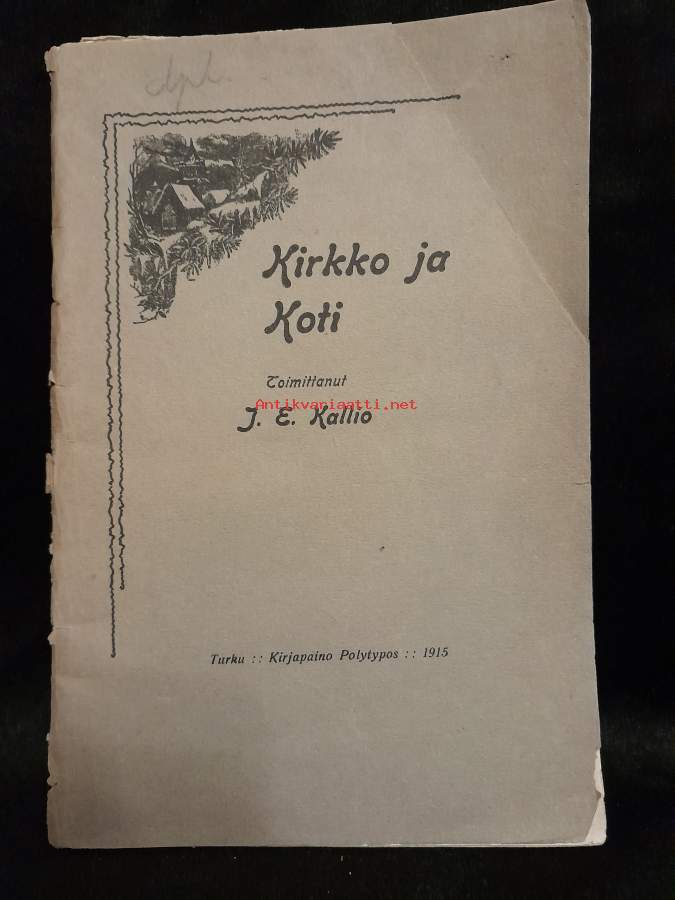 Kirkko ja
Koti
Toimittanut
Antikvariaatti.net
J. E. Kallio
Turku :: Kirjapaino Polytypos :: 1915